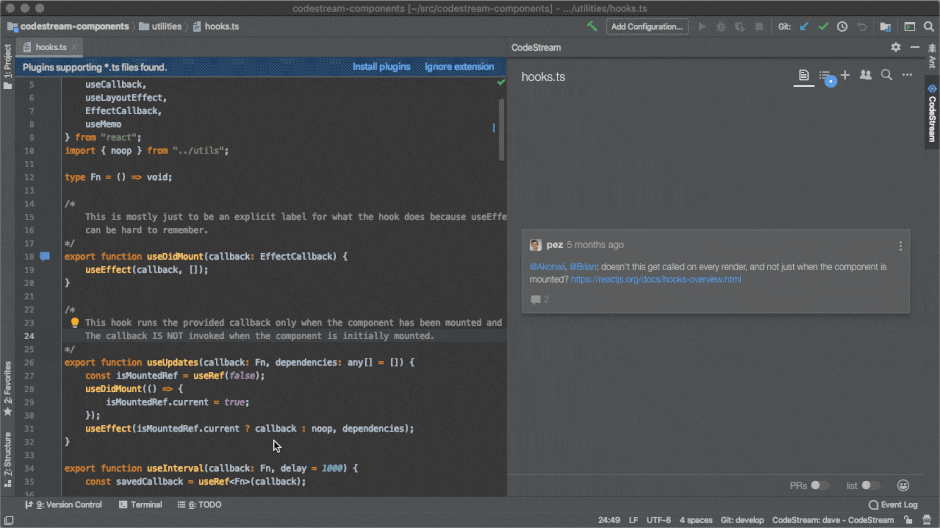 codestream-components [~/src/codestream-components] - .../utilities/hooks.ts
codestream-components
utilities
hooks.ts
Add Configuration...
Git:
hooks.ts
CodeStream
1: Project
Ant
CodeStream
2: Favorites
Z: Structure
Plugins supporting *.ts files found.
Install plugins
Ignore extension
5 useCallback,
6 useLayoutEffect,
7 EffectCallback,
8 useMemo
9 } from "react";
10 import { noop } from "../utils";
11
12 type Fn = () => void;
13
14 /*
15 This is mostly just to be an explicit label for what the hook does because useEffe
16 can be hard to remember.
17 */
18 export function useDidMount(callback: EffectCallback) {
19 useEffect(callback, []);
20 }
21
22 /*
23 This hook runs the provided callback only when the component has been mounted and
24 The callback IS NOT invoked when the component is initially mounted.
25 */
26 export function useUpdates(callback: Fn, dependencies: any[] = []) {
27 const isMountedRef = useRef(false);
28 useDidMount(() => {
29 isMountedRef.current = true;
30 });
31 useEffect(isMountedRef.current ? callback : noop, dependencies);
32 }
33
34 export function useInterval(callback: Fn, delay = 1000) {
35 const savedCallback = useRef<Fn>(callback);
36
hooks.ts
pez 5 months ago
@Akonwi, @Brian: doesn't this get called on every render, and not just when the component is
mounted? https://reactjs.org/docs/hooks-overview.html
PRs
list
9: Version Control
Terminal
6: TODO
Event Log
24:49
LF
UTF-8
4 spaces
Git: develop
CodeStream: dave - CodeStream